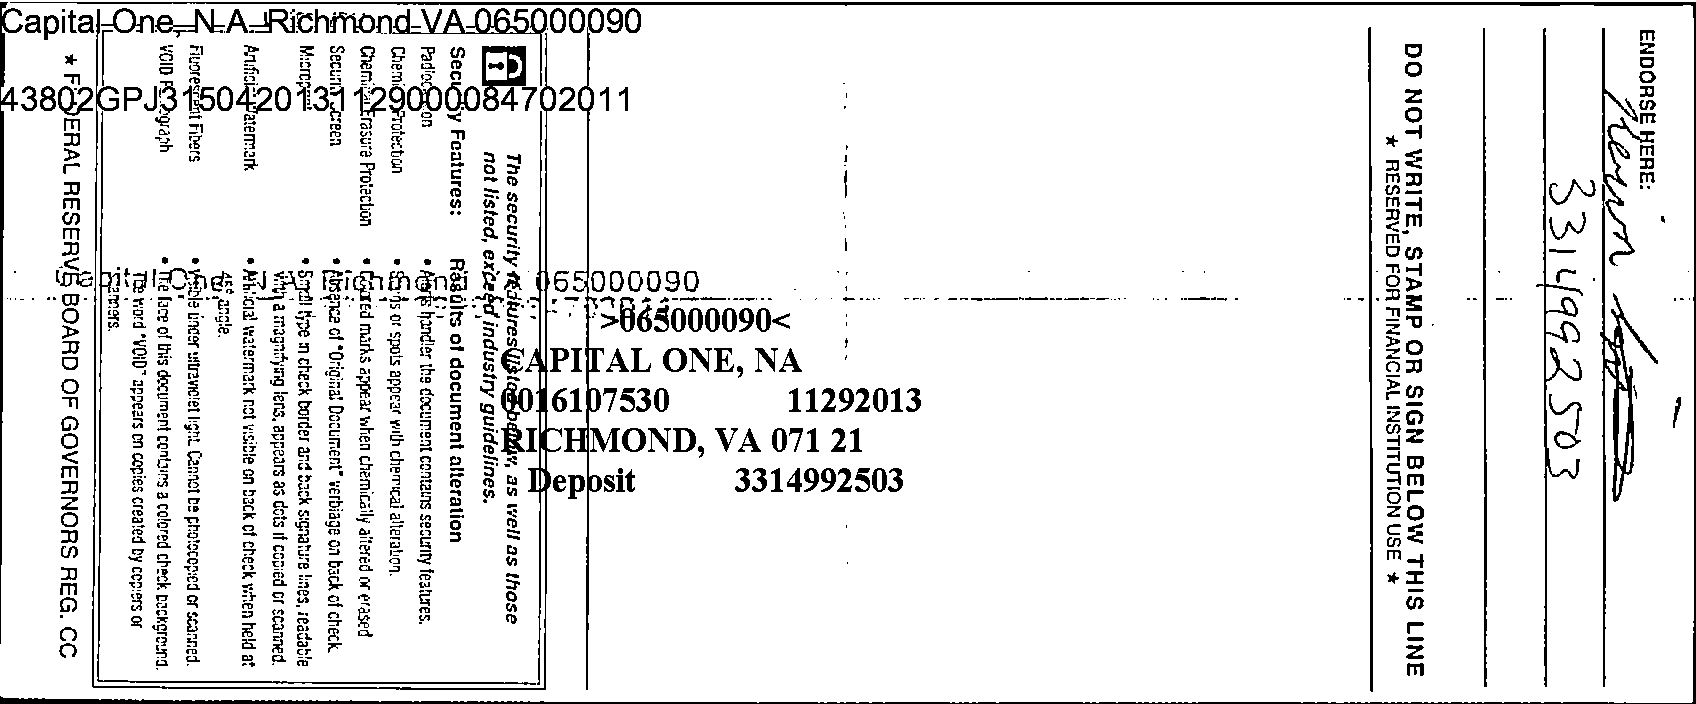 Capital One, N.A. Richmond VA 065000090
43802GPJ3150420131129000084702011
065000090
>065000090<
CAPITAL ONE, NA
0016107530 11292013
RICHMOND, VA 071 21
Deposit 3314992503
ENDORSE HERE:
3314992503
DO NOT WRITE, STAMP OR SIGN BELOW THIS LINE
* RESERVED FOR FINANCIAL INSTITUTION USE *
The security features listed below, as well as those
not listed, exceed industry guidelines.
Security Features: Results of document alteration
• Alerts handler the document contains security features.
Chemical Protection • Stains or spots appear with chemical alteration.
Chemical Erasure Protection • Colored marks appear when chemically altered or erased
Security Screen • Absence of "Original Document" verbiage on back of check
Microprint • Small type in check border and back signature lines, readable
with a magnifying lens, appears as dots if copied or scanned.
Artificial Watermark • Artificial watermark not visible on back of check when held at
45° angle.
Fluorescent Fibers • Visible under ultraviolet light. Cannot be photocopied or scanned.
VOID Pantograph • The face of this document contains a colored check background.
The word "VOID" appears on copies created by copiers or
scanners.
* FEDERAL RESERVE BOARD OF GOVERNORS REG. CC